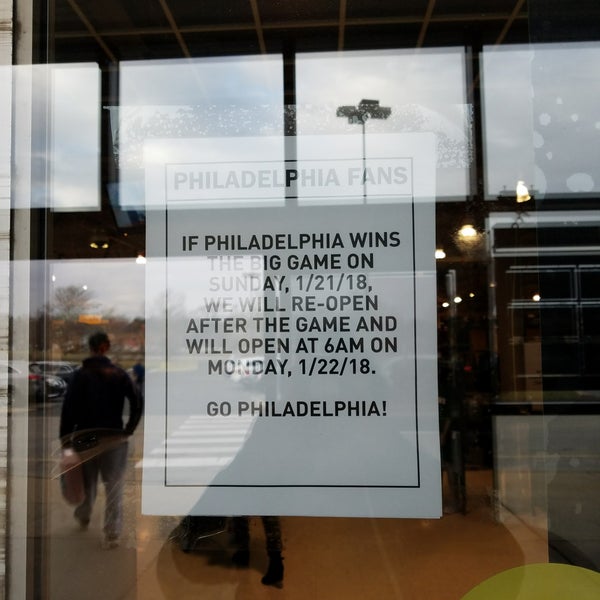 PHILADELPHIA FANS
IF PHILADELPHIA WINS
THE BIG GAME ON
SUNDAY, 1/21/18,
WE WILL RE-OPEN
AFTER THE GAME AND
WILL OPEN AT 6AM ON
MONDAY, 1/22/18.
GO PHILADELPHIA!